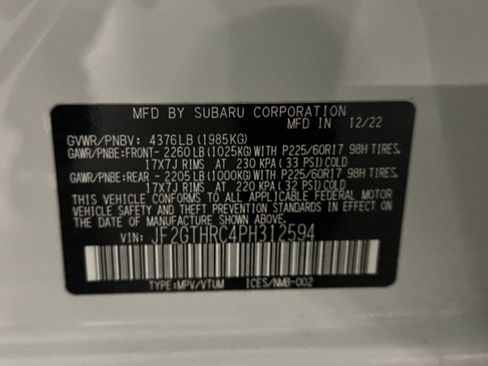 MFD BY SUBARU CORPORATION
MFD IN 12/22
GVWR/PNBV: 4376LB(1985KG)
GAWR/PNBE:FRONT- 2260LB(1025KG)WITH P225/60R17 98H TIRES,
17X7J RIMS AT 230 KPA(33 PSI)COLD
GAWR/PNBE:REAR - 2205LB(1000KG)WITH P225/60R17 98H TIRES,
17X7J RIMS AT 220 KPA(32 PSI)COLD
THIS VEHICLE CONFORMS TO ALL APPLICABLE FEDERAL MOTOR
VEHICLE SAFETY AND THEFT PREVENTION STANDARDS IN EFFECT ON
THE DATE OF MANUFACTURE SHOWN ABOVE.
VIN: JF2GTHRC4PH312594
TYPE:MPV/VTUM ICES/NMB-002